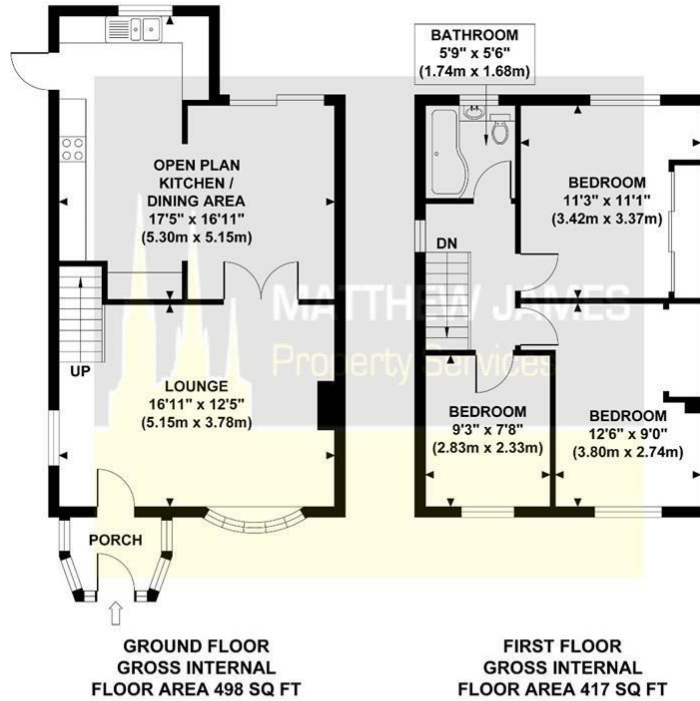 BATHROOM
5'9" x 5'6"
(1.74m x 1.68m)
OPEN PLAN
KITCHEN /
DINING AREA
17'5" x 16'11"
(5.30m x 5.15m)
BEDROOM
11'3" x 11'1"
(3.42m x 3.37m)
DN
MATTHEW JAMES
Property Services
UP
LOUNGE
16'11" x 12'5"
(5.15m x 3.78m)
BEDROOM
9'3" x 7'8"
(2.83m x 2.33m)
BEDROOM
12'6" x 9'0"
(3.80m x 2.74m)
PORCH
GROUND FLOOR
GROSS INTERNAL
FLOOR AREA 498 SQ FT
FIRST FLOOR
GROSS INTERNAL
FLOOR AREA 417 SQ FT